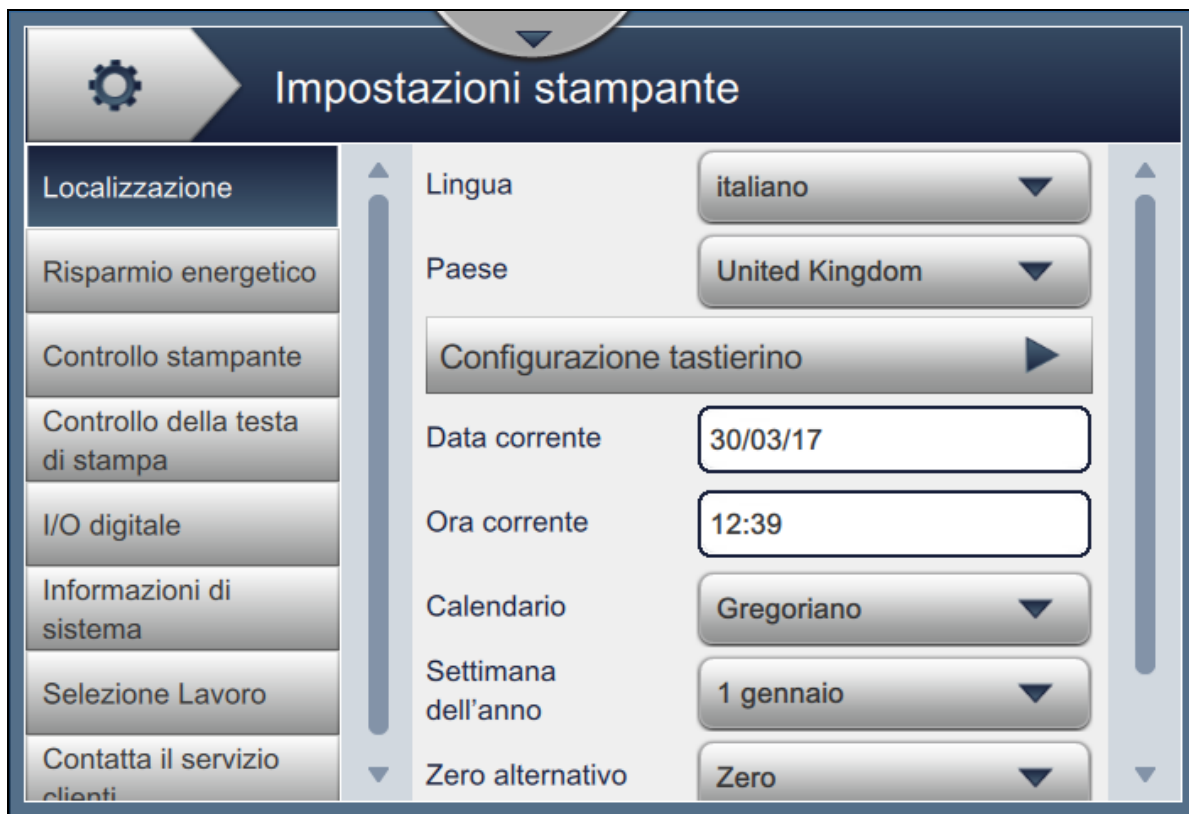 Impostazioni stampante
Localizzazione
Risparmio energetico
Controllo stampante
Controllo della testa
di stampa
I/O digitale
Informazioni di
sistema
Selezione Lavoro
Contatta il servizio
clienti
Lingua
italiano
Paese
United Kingdom
Configurazione tastierino
Data corrente
30/03/17
Ora corrente
12:39
Calendario
Gregoriano
Settimana
dell’anno
1 gennaio
Zero alternativo
Zero